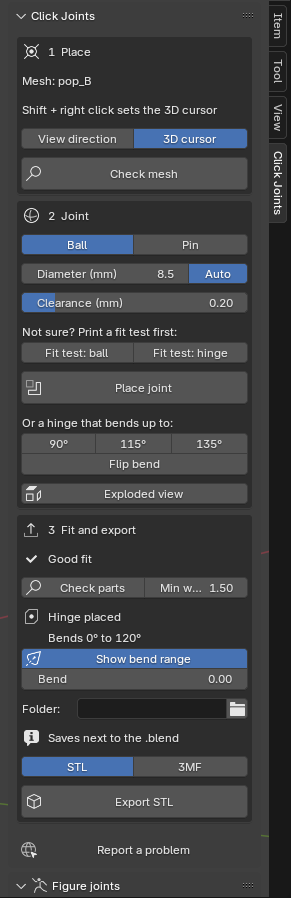 Click Joints
1 Place
Mesh: pop_B
Shift + right click sets the 3D cursor
View direction 3D cursor
Check mesh
2 Joint
Ball Pin
Diameter (mm) 8.5 Auto
Clearance (mm) 0.20
Not sure? Print a fit test first:
Fit test: ball Fit test: hinge
Place joint
Or a hinge that bends up to:
90° 115° 135°
Flip bend
Exploded view
3 Fit and export
Good fit
Check parts Min w... 1.50
Hinge placed
Bends 0° to 120°
Show bend range
Bend 0.00
Folder:
Saves next to the .blend
STL 3MF
Export STL
Report a problem
Figure joints
Item
Tool
View
Click Joints